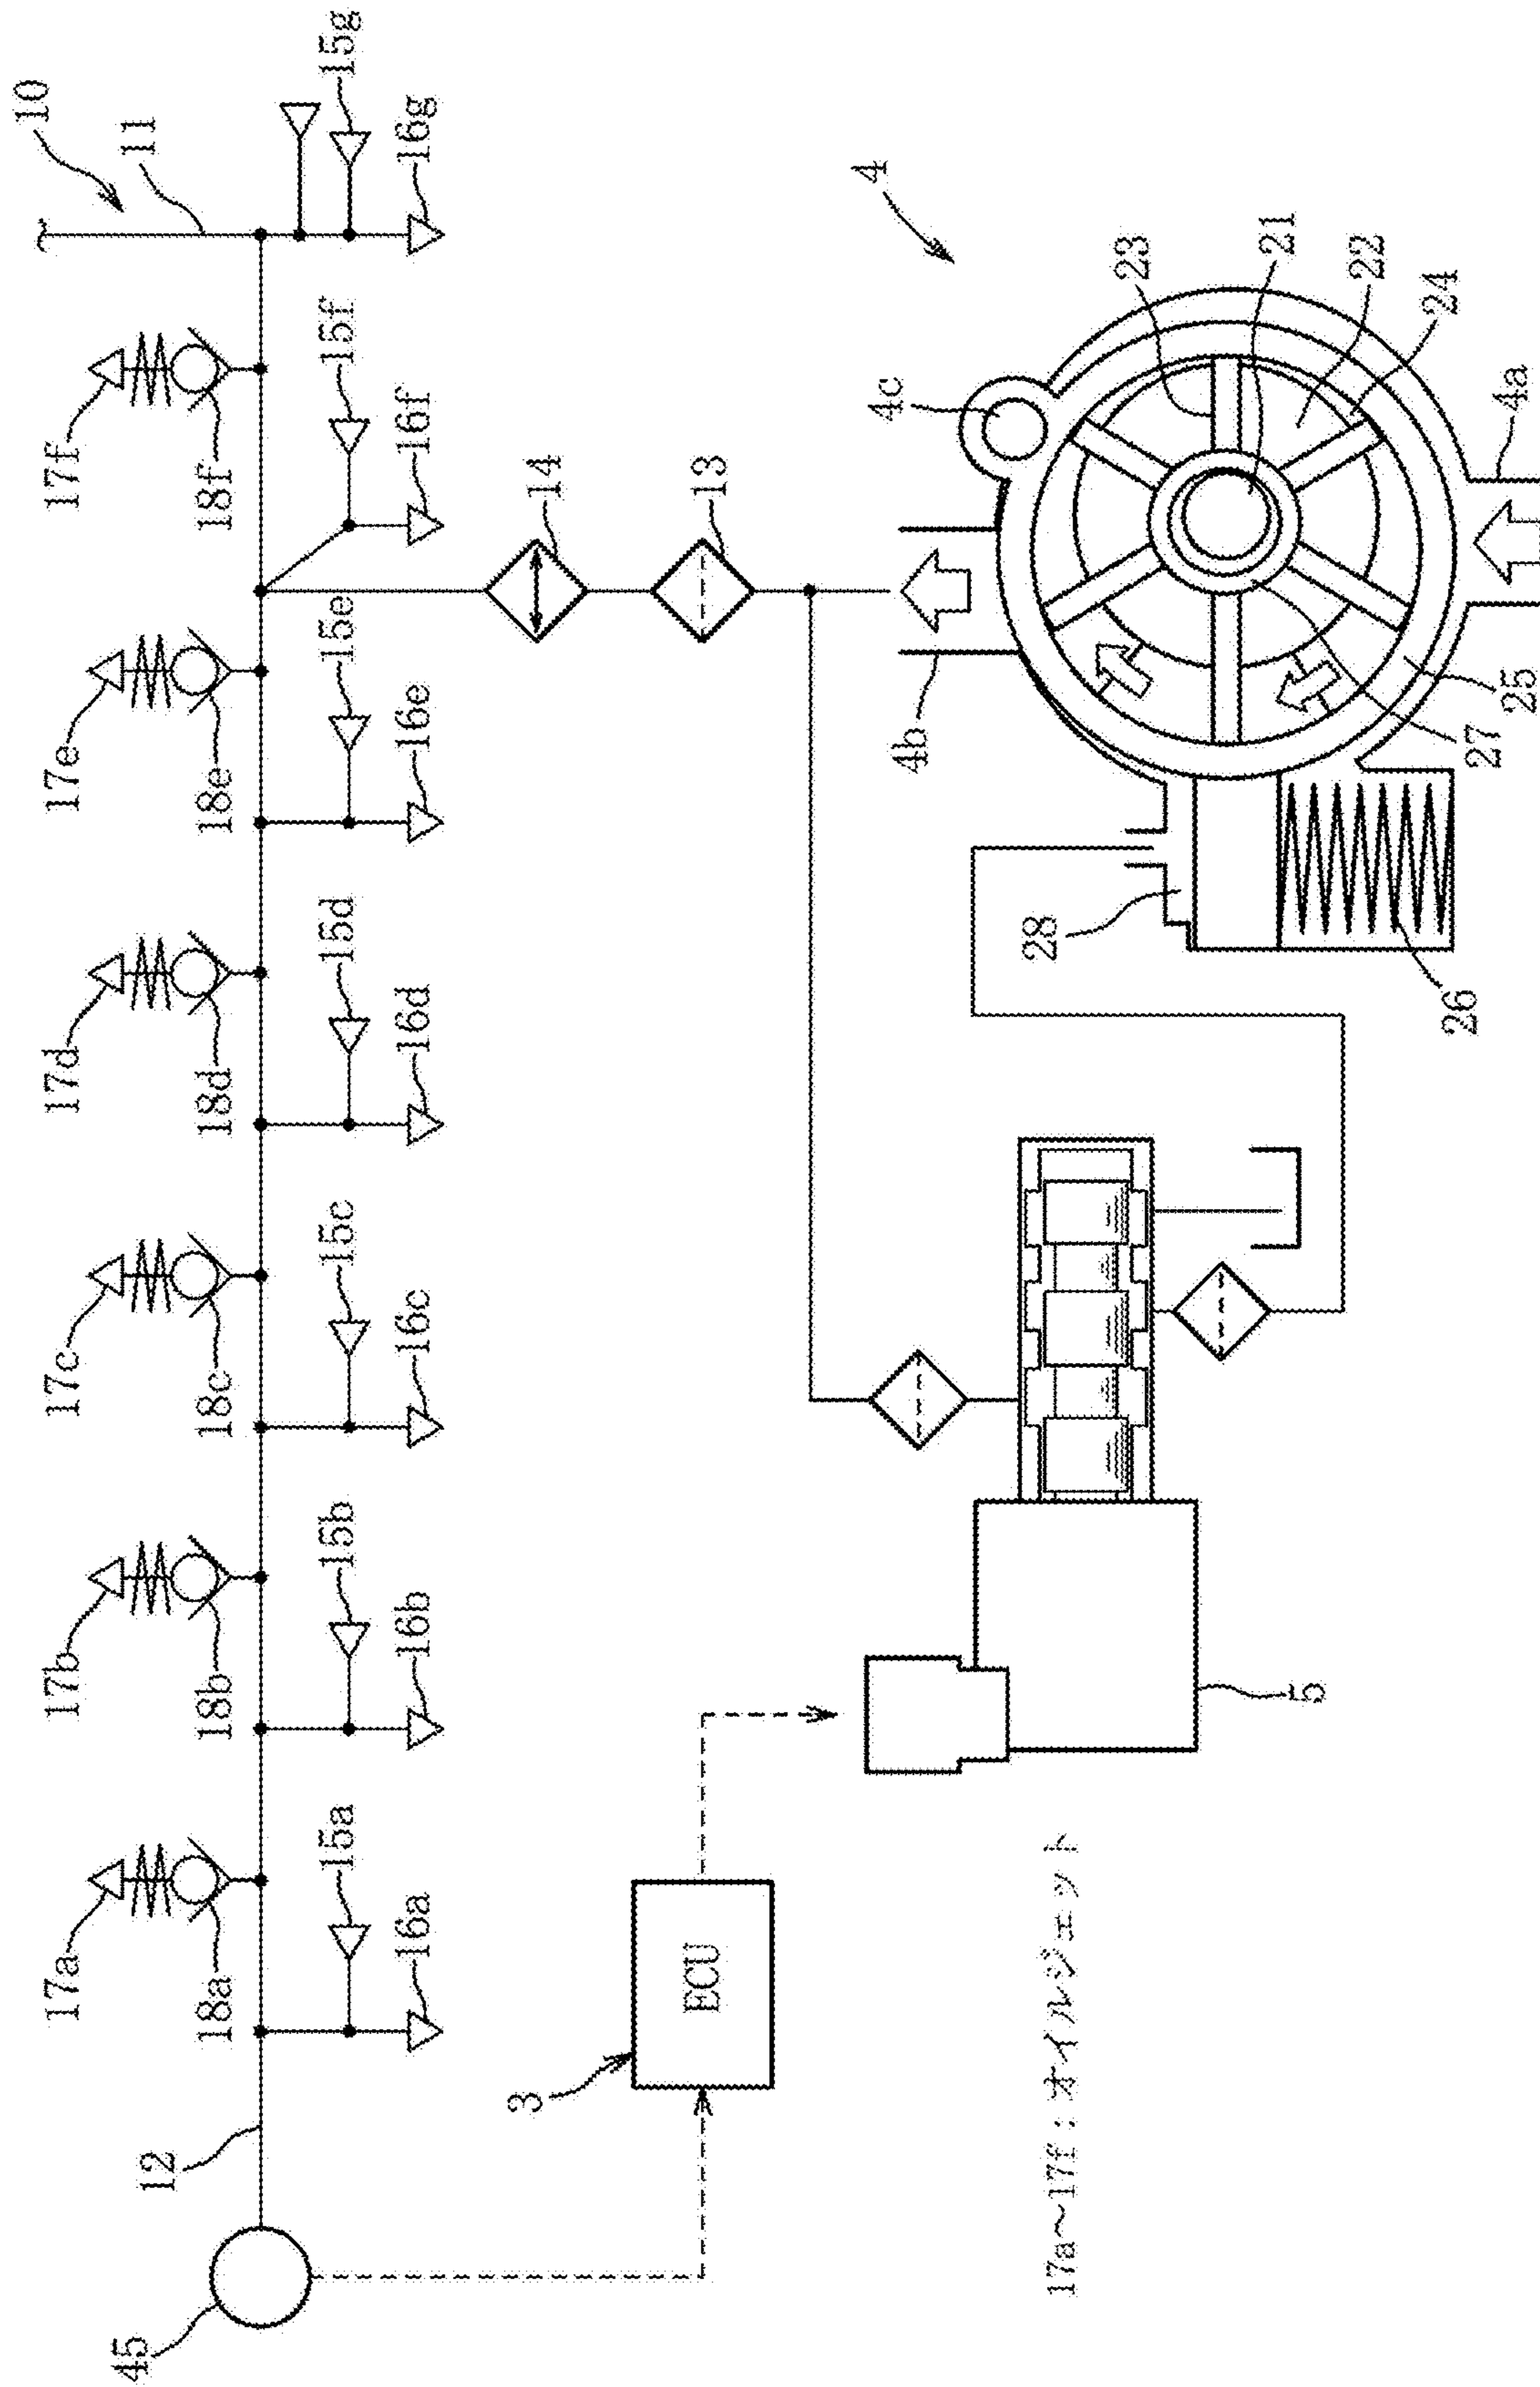 10
11
15g
16g
17f
18f
15f
16f
17e
18e
15e
16e
17d
18d
15d
16d
17c
18c
15c
16c
17b
18b
15b
16b
17a
18a
15a
16a
12
45
14
13
3
ECU
5
4
4a
4b
4c
21
22
23
24
25
26
27
28
17a~17f:オイルジェット